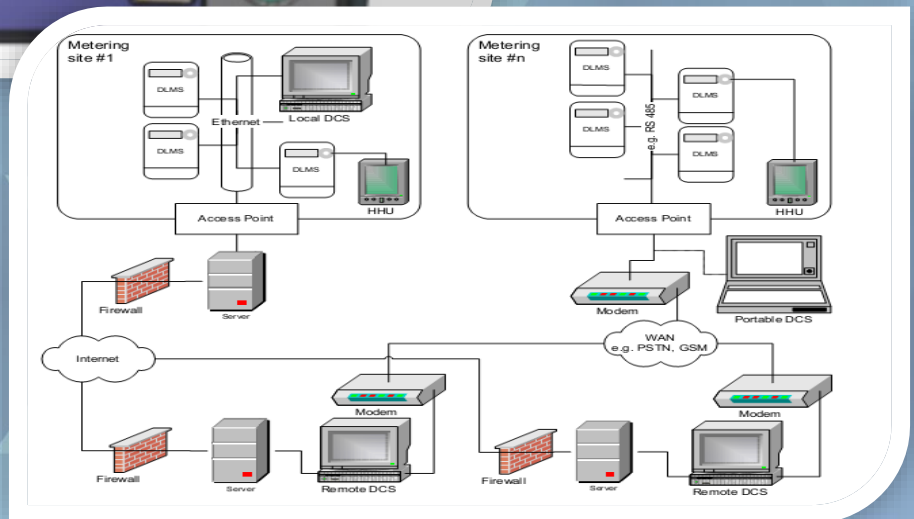 Metering
site #1
DLMS
DLMS
Ethernet
Local DCS
DLMS
HHU
Access Point
Metering
site #n
DLMS
DLMS
DLMS
DLMS
e.g. RS 485
HHU
Access Point
Firewall
Server
Modem
Portable DCS
Internet
WAN
e.g. PSTN, GSM
Modem
Modem
Firewall
Server
Remote DCS
Firewall
Server
Remote DCS